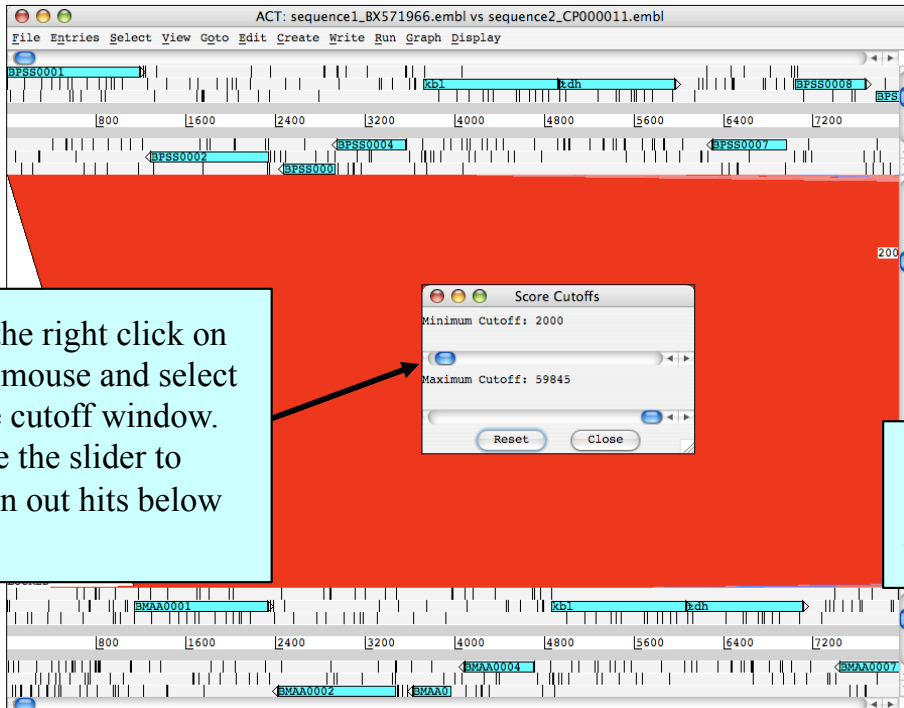 ACT: sequence1_BX571966.embl vs sequence2_CP000011.embl
File Entries Select View Goto Edit Create Write Run Graph Display
BPSS0001
kbl tdh BPSS0008
BPS
800 1600 2400 3200 4000 4800 5600 6400 7200
BPSS0004 BPSS0007
BPSS0002
BPSS000
200
Score Cutoffs
Minimum Cutoff: 2000
Maximum Cutoff: 59845
Reset Close
the right click on
mouse and select
cutoff window.
the slider to
out hits below
BMAA0001 kbl tdh
800 1600 2400 3200 4000 4800 5600 6400 7200
BMAA0004 BMAA0007
BMAA0002 BMAA0